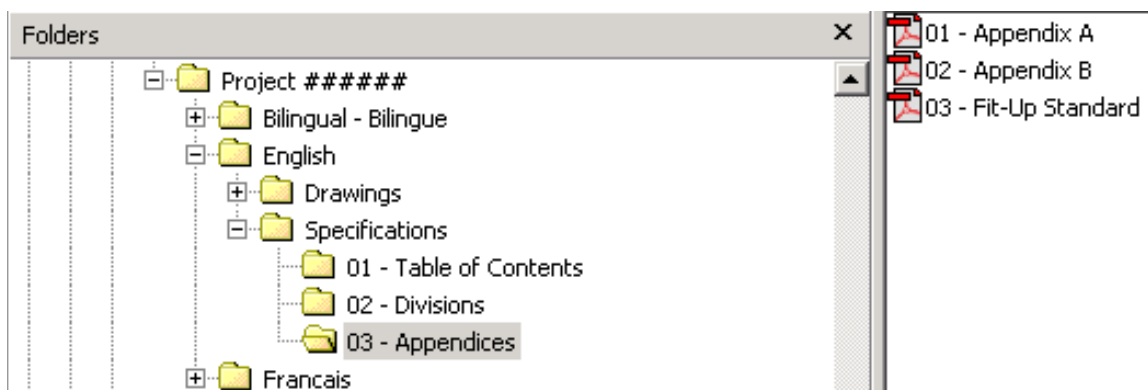 Folders
Project ######
Bilingual - Bilingue
English
Drawings
Specifications
01 - Table of Contents
02 - Divisions
03 - Appendices
Francais
01 - Appendix A
02 - Appendix B
03 - Fit-Up Standard